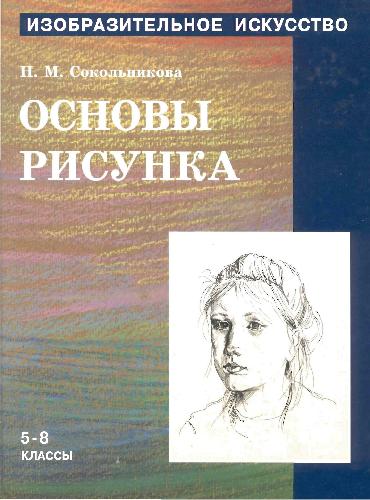 ИЗОБРАЗИТЕЛЬНОЕ ИСКУССТВО
Н. М. Сокольникова
ОСНОВЫ
РИСУНКА
5-8
КЛАССЫ